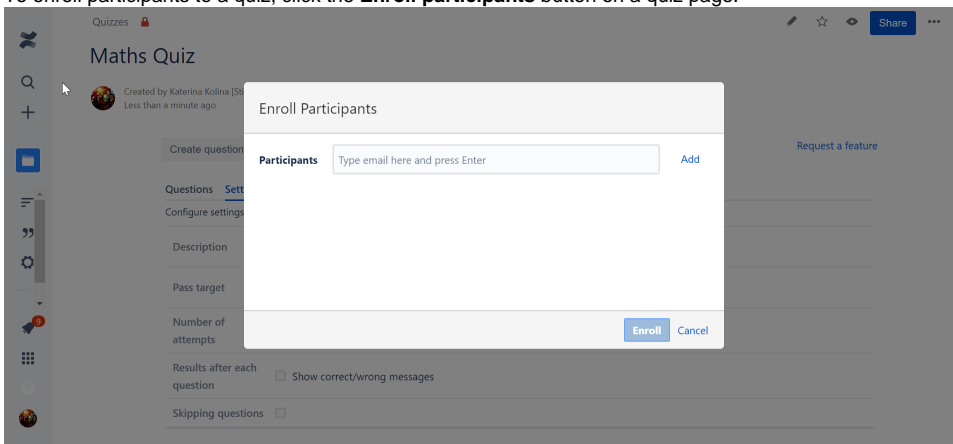 To enroll participants to a quiz, click the Enroll participants button on a quiz page.
Quizzes
Share
Maths Quiz
Created by Katerina Kolina [Sti
Less than a minute ago
Enroll Participants
Create question
Request a feature
Participants Type email here and press Enter Add
Questions Sett
Configure settings
Description
Pass target
9
Number of
attempts
Enroll Cancel
Results after each
question
Show correct/wrong messages
Skipping questions